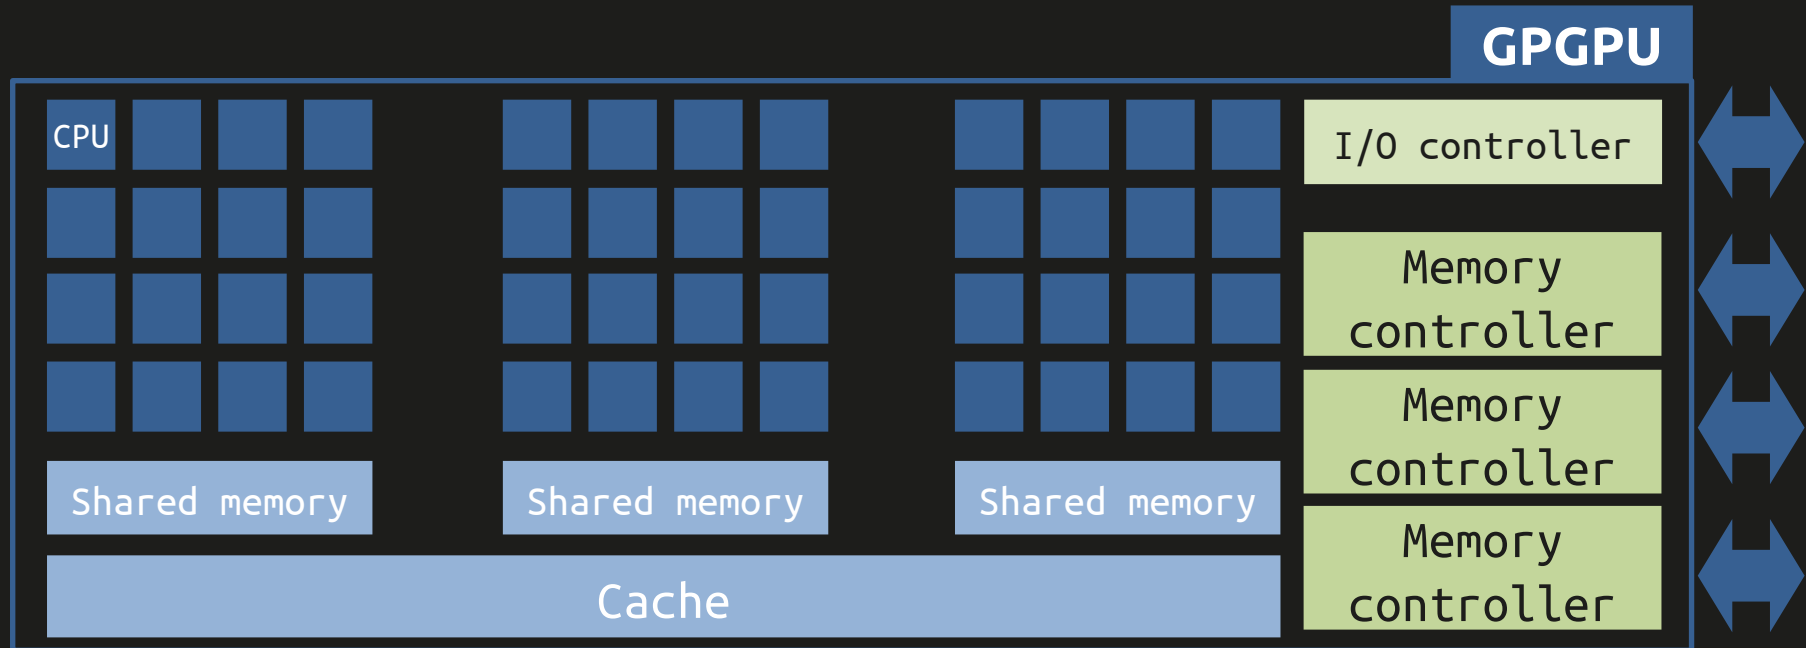 GPGPU
CPU
I/O controller
Memory
controller
Memory
controller
Memory
controller
Shared memory
Shared memory
Shared memory
Cache